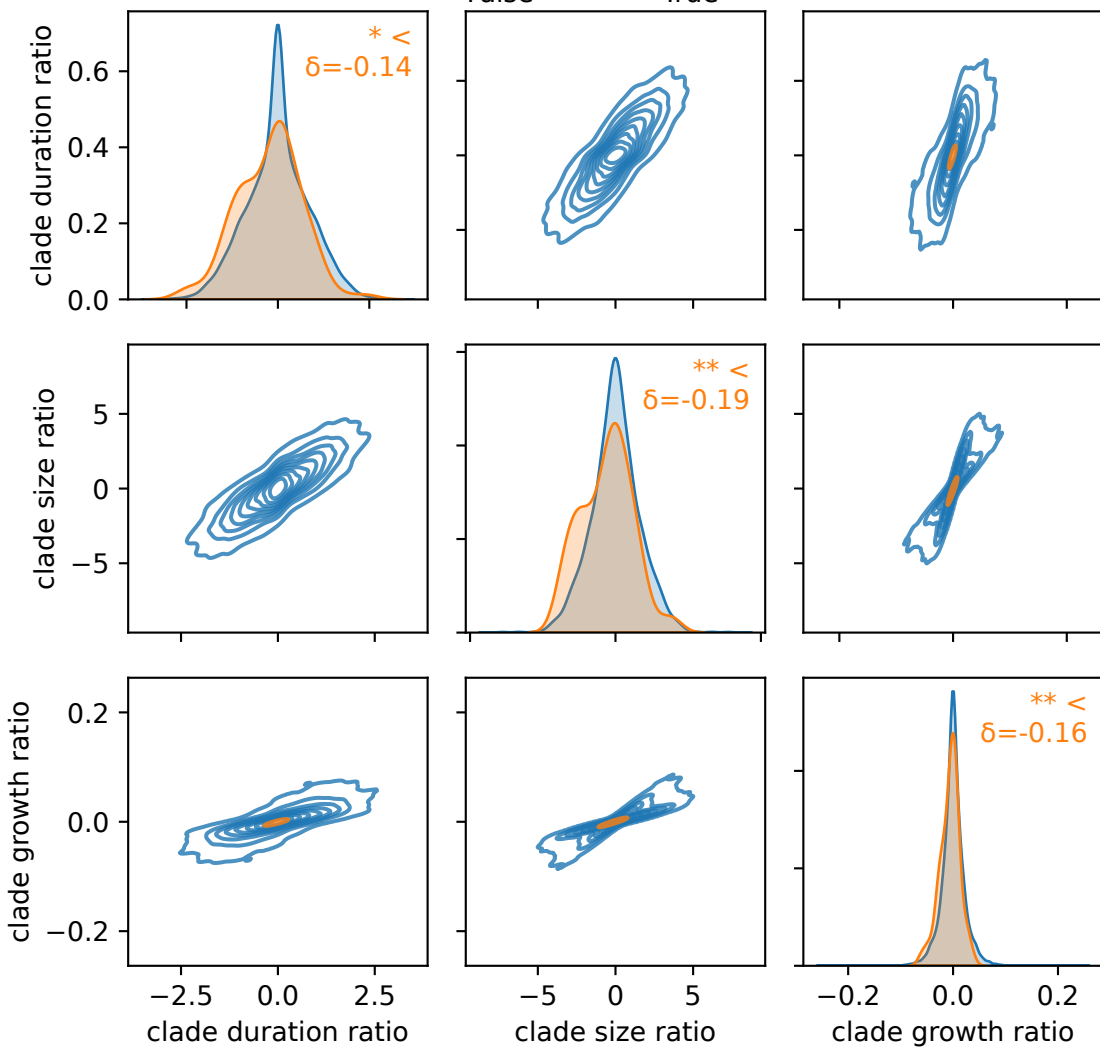 clade duration ratio
0.6
0.4
0.2
0.0
* <
δ=-0.14
clade size ratio
5
0
−5
** <
δ=-0.19
clade growth ratio
0.2
0.0
−0.2
** <
δ=-0.16
−2.5 0.0 2.5
−5 0 5
−0.2 0.0 0.2
clade duration ratio
clade size ratio
clade growth ratio